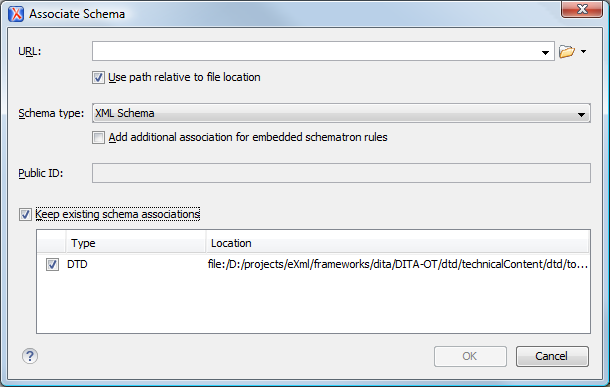 Associate Schema
URL:
Use path relative to file location
Schema type: XML Schema
Add additional association for embedded schematron rules
Public ID:
Keep existing schema associations
Type Location
DTD file:/D:/projects/eXml/frameworks/dita/DITA-OT/dtd/technicalContent/dtd/to...
? OK Cancel